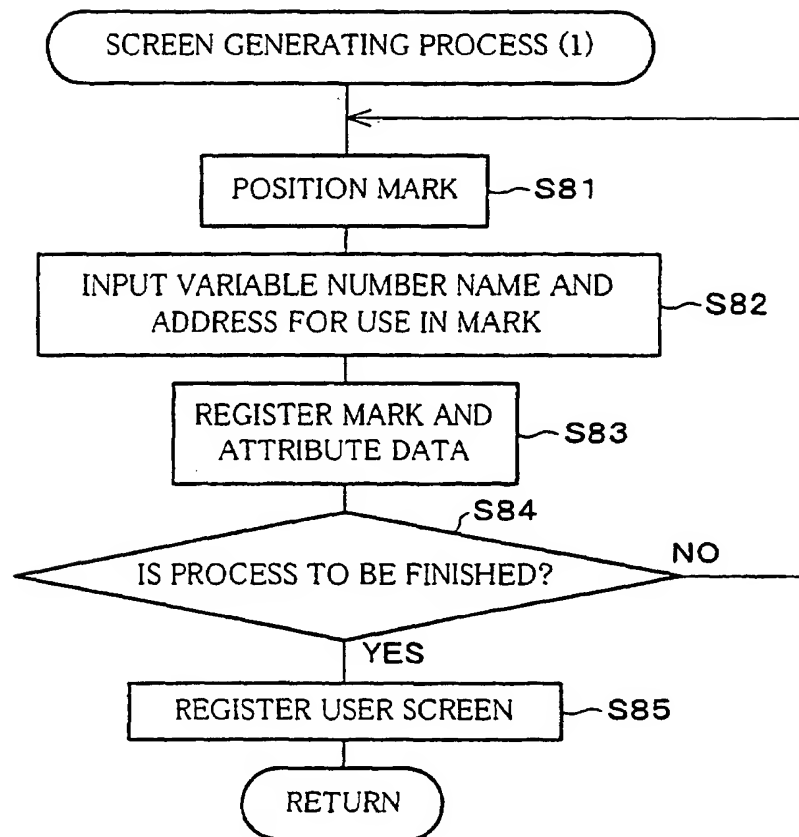 SCREEN GENERATING PROCESS (1)
POSITION MARK
S81
INPUT VARIABLE NUMBER NAME AND
ADDRESS FOR USE IN MARK
S82
REGISTER MARK AND
ATTRIBUTE DATA
S83
S84
IS PROCESS TO BE FINISHED?
NO
YES
REGISTER USER SCREEN
S85
RETURN